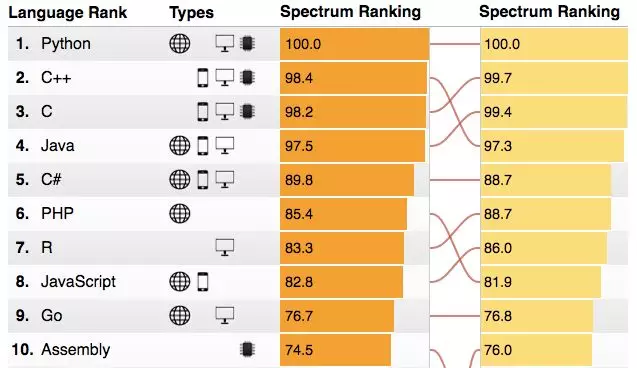 Language Rank Types Spectrum Ranking Spectrum Ranking
1. Python 100.0 100.0
2. C++ 98.4 99.7
3. C 98.2 99.4
4. Java 97.5 97.3
5. C# 89.8 88.7
6. PHP 85.4 88.7
7. R 83.3 86.0
8. JavaScript 82.8 81.9
9. Go 76.7 76.8
10. Assembly 74.5 76.0